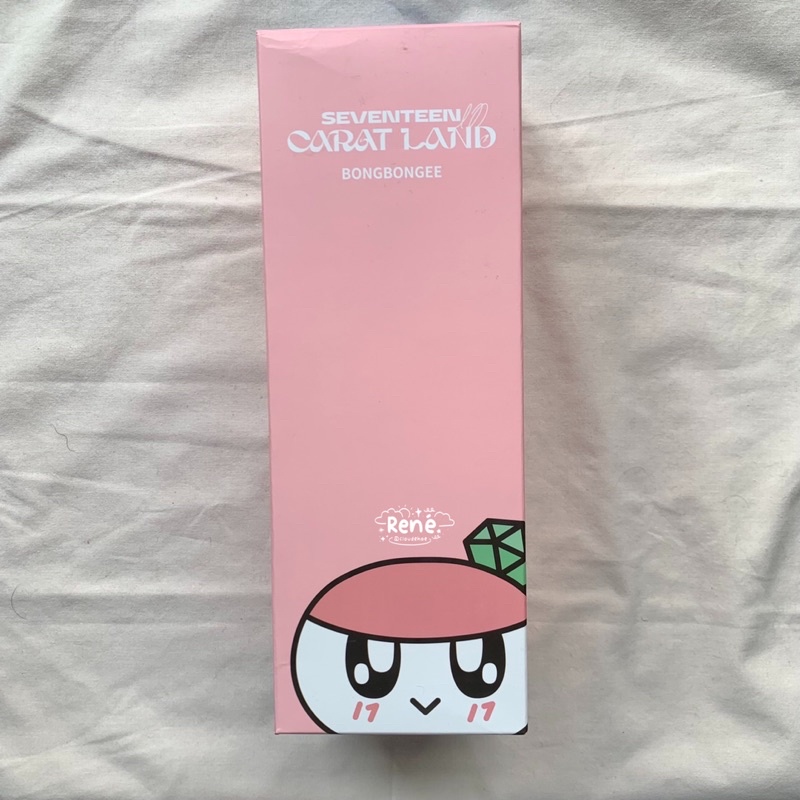 SEVENTEEN
CARAT LAND
BONGBONGEE
René
17 17